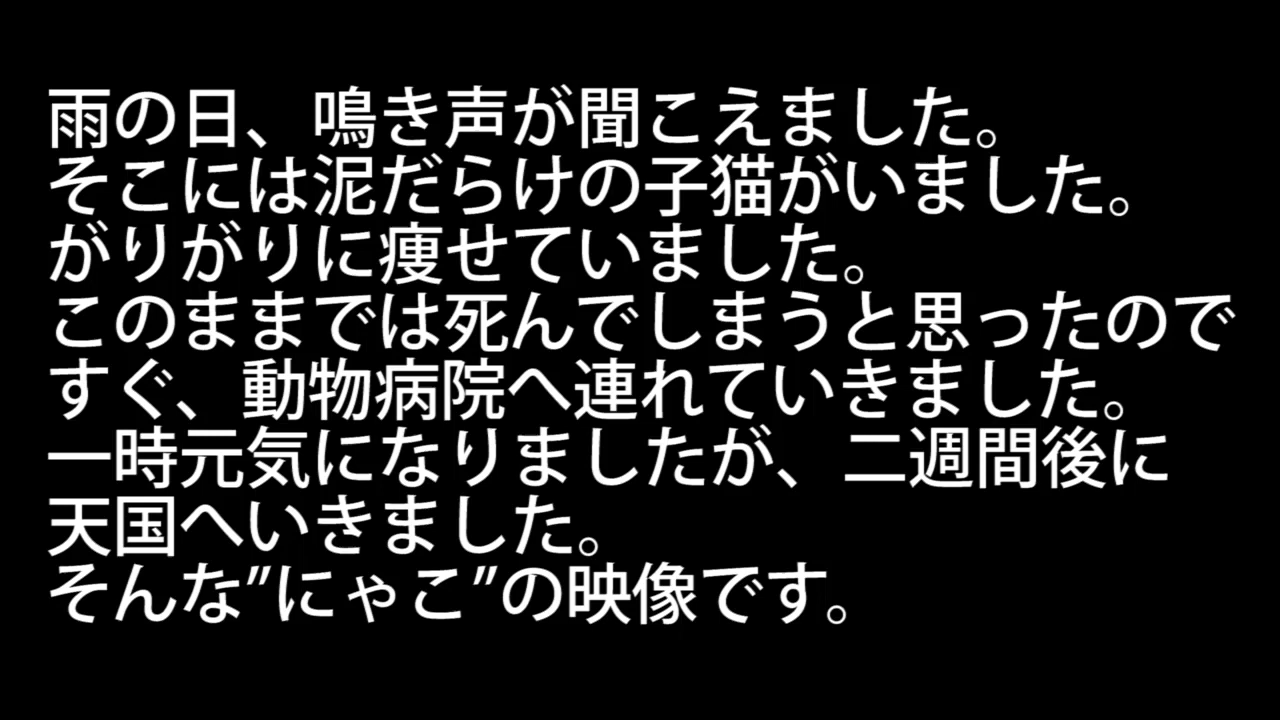 雨の日、鳴き声が聞こえました。
そこには泥だらけの子猫がいました。
がりがりに痩せていました。
このままでは死んでしまうと思ったので
すぐ、動物病院へ連れていきました。
一時元気になりましたが、二週間後に
天国へいきました。
そんな"にゃこ"の映像です。